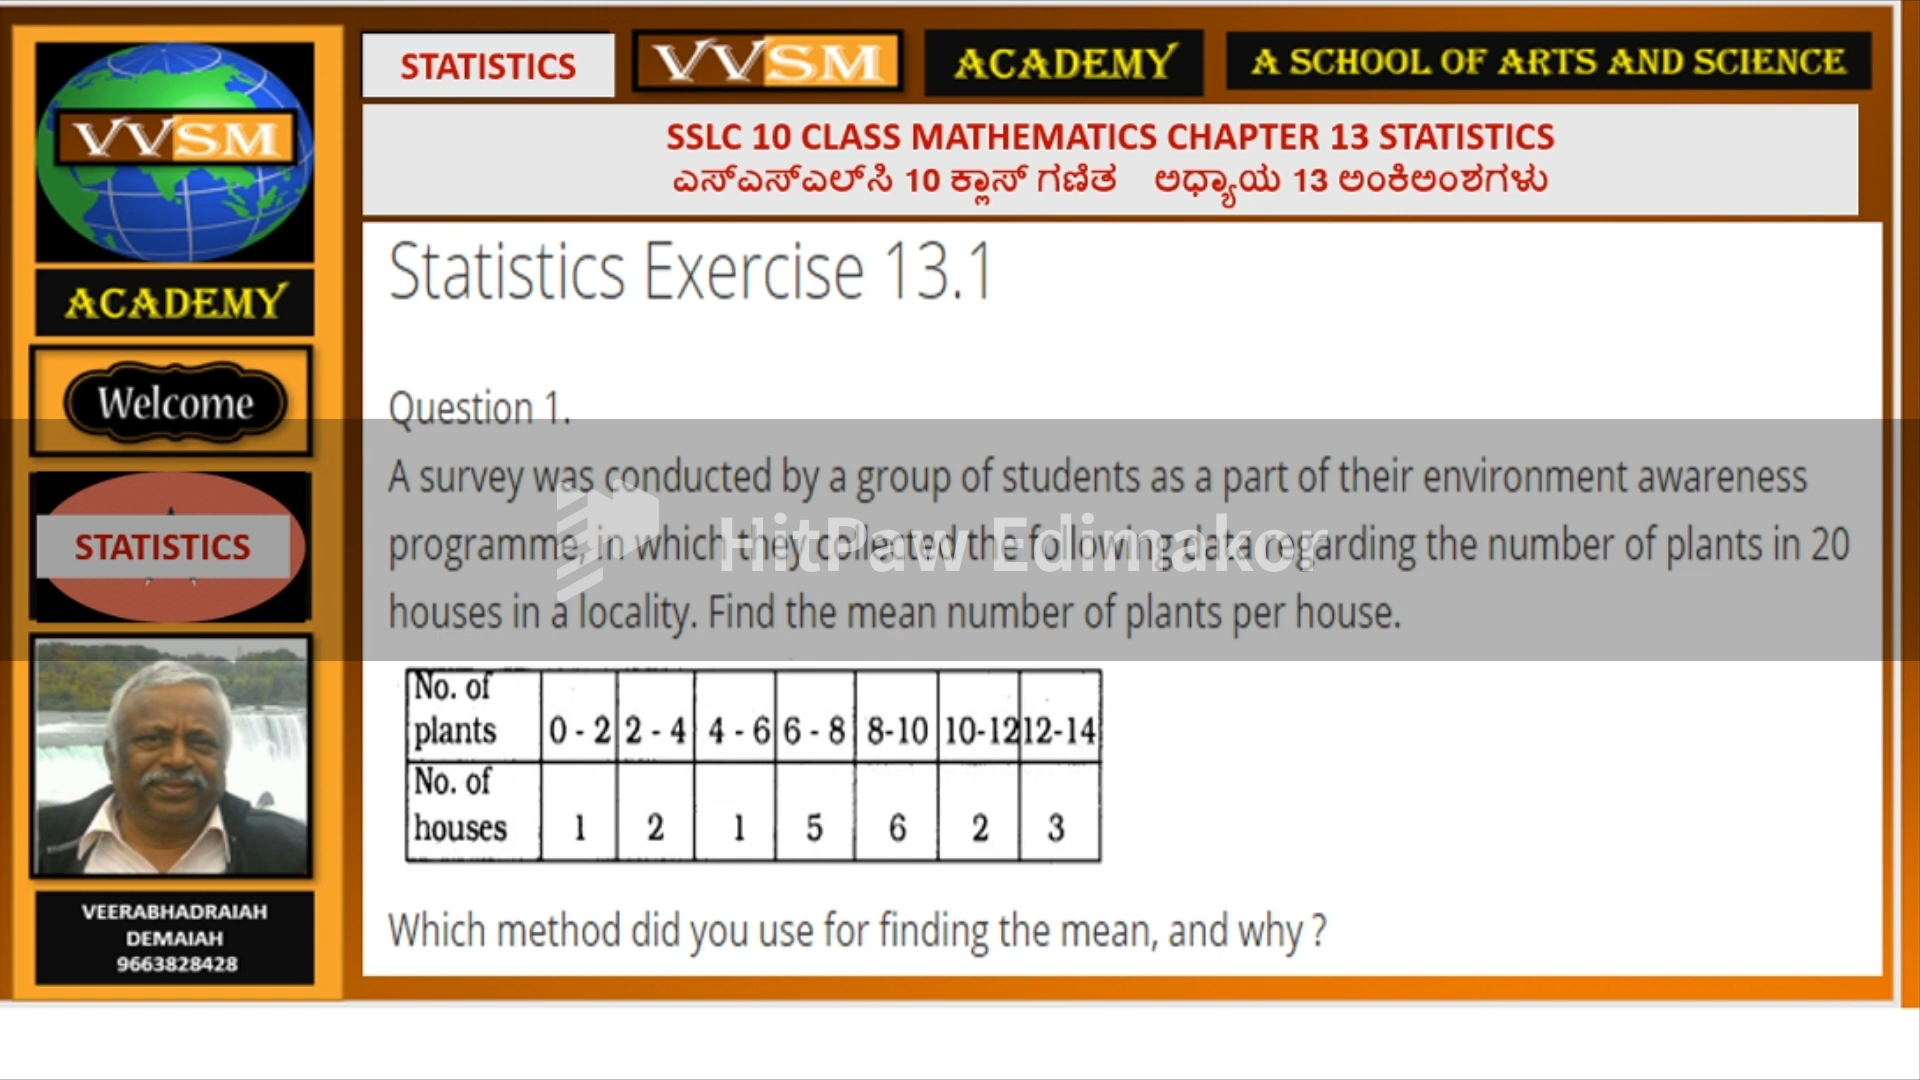 STATISTICS
VVSM
ACADEMY
A SCHOOL OF ARTS AND SCIENCE
VVSM
ACADEMY
Welcome
STATISTICS
VEERABHADRAIAH
DEMAIAH
9663828428
SSLC 10 CLASS MATHEMATICS CHAPTER 13 STATISTICS
ಎಸ್ಎಸ್ಎಲ್‌ಸಿ 10 ಕ್ಲಾಸ್ ಗಣಿತ ಅಧ್ಯಾಯ 13 ಅಂಕಿಅಂಶಗಳು
Statistics Exercise 13.1
Question 1.
A survey was conducted by a group of students as a part of their environment awareness
programme, in which they collected the following data regarding the number of plants in 20
houses in a locality. Find the mean number of plants per house.
HitPaw Edimakor
No. of plants 0 - 2 2 - 4 4 - 6 6 - 8 8-10 10-12 12-14
No. of houses 1 2 1 5 6 2 3
Which method did you use for finding the mean, and why ?